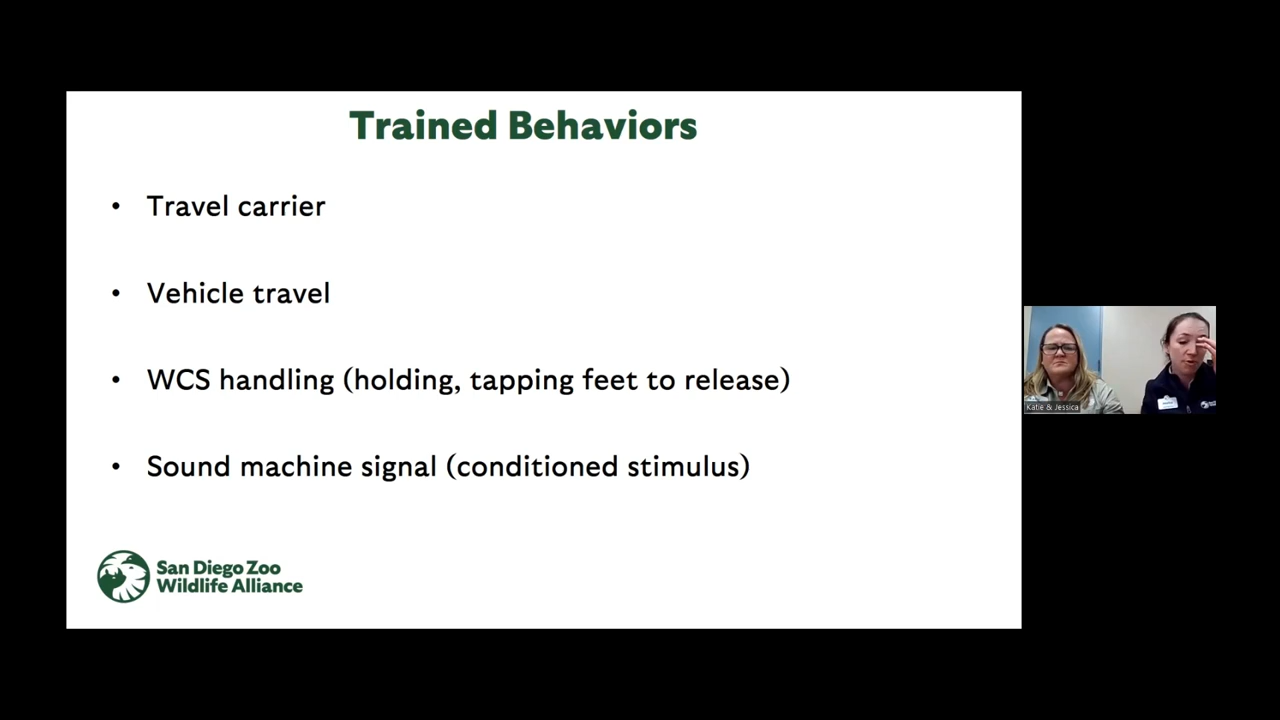 Trained Behaviors
• Travel carrier
• Vehicle travel
• WCS handling (holding, tapping feet to release)
• Sound machine signal (conditioned stimulus)
San Diego Zoo
Wildlife Alliance
Katie & Jessica